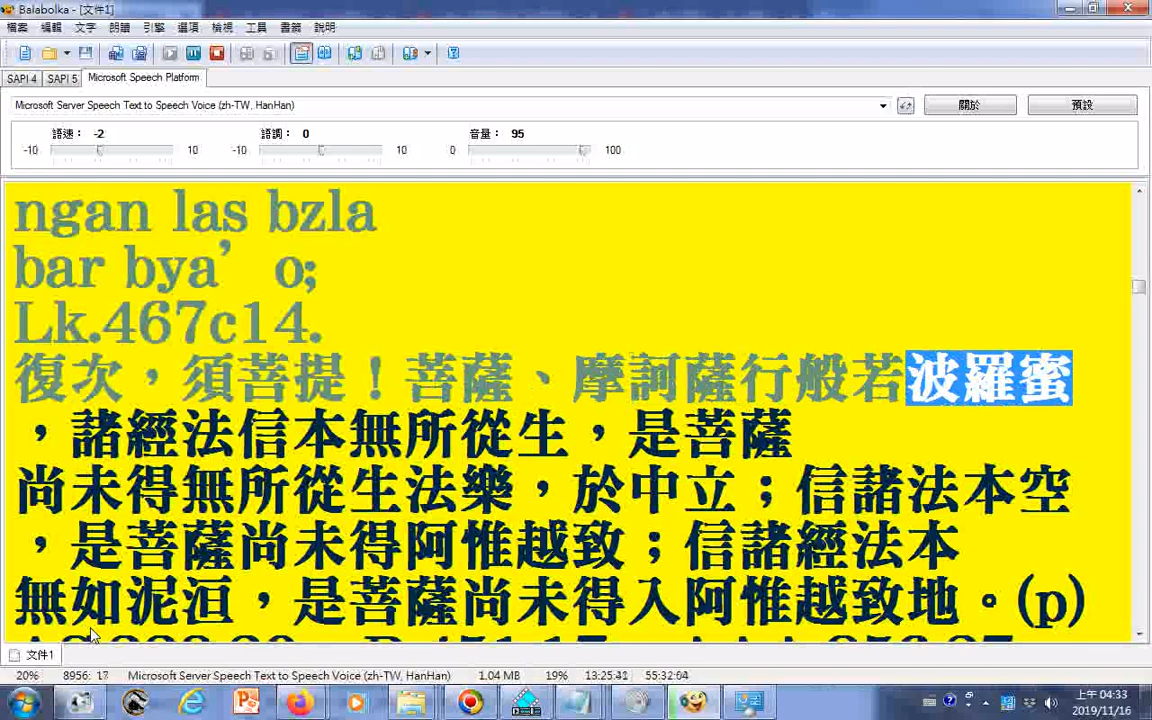 Balabolka - [文件1]
檔案 編輯 文字 朗讀 引擎 選項 檢視 工具 書籤 說明
SAPI 4 SAPI 5 Microsoft Speech Platform
Microsoft Server Speech Text to Speech Voice (zh-TW, HanHan) 關於 預設
語速： -2 語調： 0 音量： 95
-10 10 -10 10 0 100
ngan las bzla
bar bya’ o;
Lk.467c14.
復次，須菩提！菩薩、摩訶薩行般若波羅蜜
，諸經法信本無所從生，是菩薩
尚未得無所從生法樂，於中立；信諸法本空
，是菩薩尚未得阿惟越致；信諸經法本
無如泥洹，是菩薩尚未得入阿惟越致地。(p)
文件1
20% 8956: 17 Microsoft Server Speech Text to Speech Voice (zh-TW, HanHan) 1.04 MB 19% 13:25:41 55:32:04
上午 04:33
2019/11/16